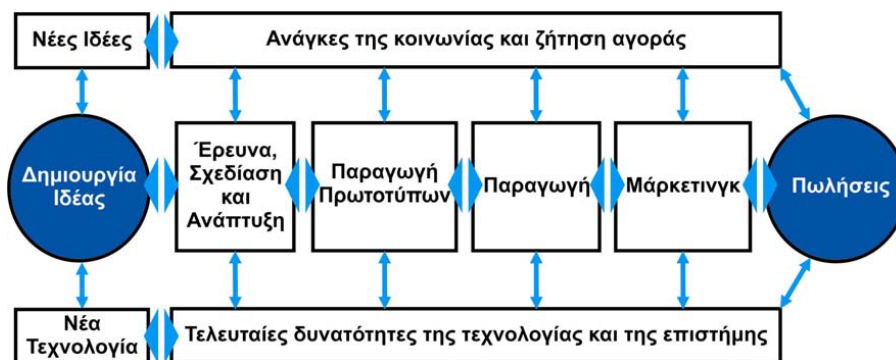 Νέες Ιδέες
Ανάγκες της κοινωνίας και ζήτηση αγοράς
Δημιουργία
Ιδέας
Έρευνα,
Σχεδίαση
και
Ανάπτυξη
Παραγωγή
Πρωτοτύπων
Παραγωγή
Μάρκετινγκ
Πωλήσεις
Νέα
Τεχνολογία
Τελευταίες δυνατότητες της τεχνολογίας και της επιστήμης